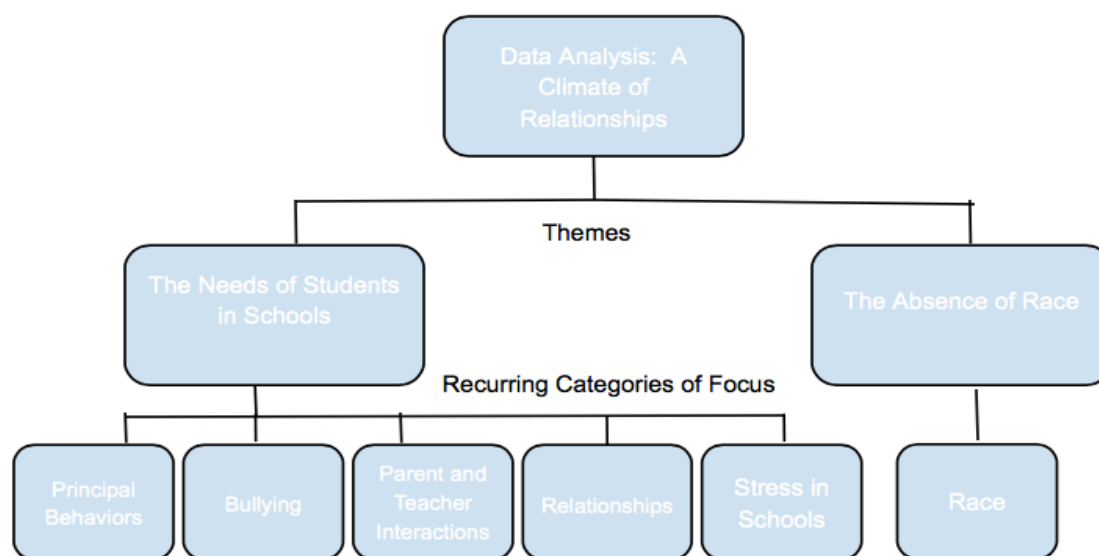 Data Analysis: A
Climate of
Relationships
Themes
The Needs of Students
in Schools
The Absence of Race
Recurring Categories of Focus
Principal
Behaviors
Bullying
Parent and
Teacher
Interactions
Relationships
Stress in
Schools
Race